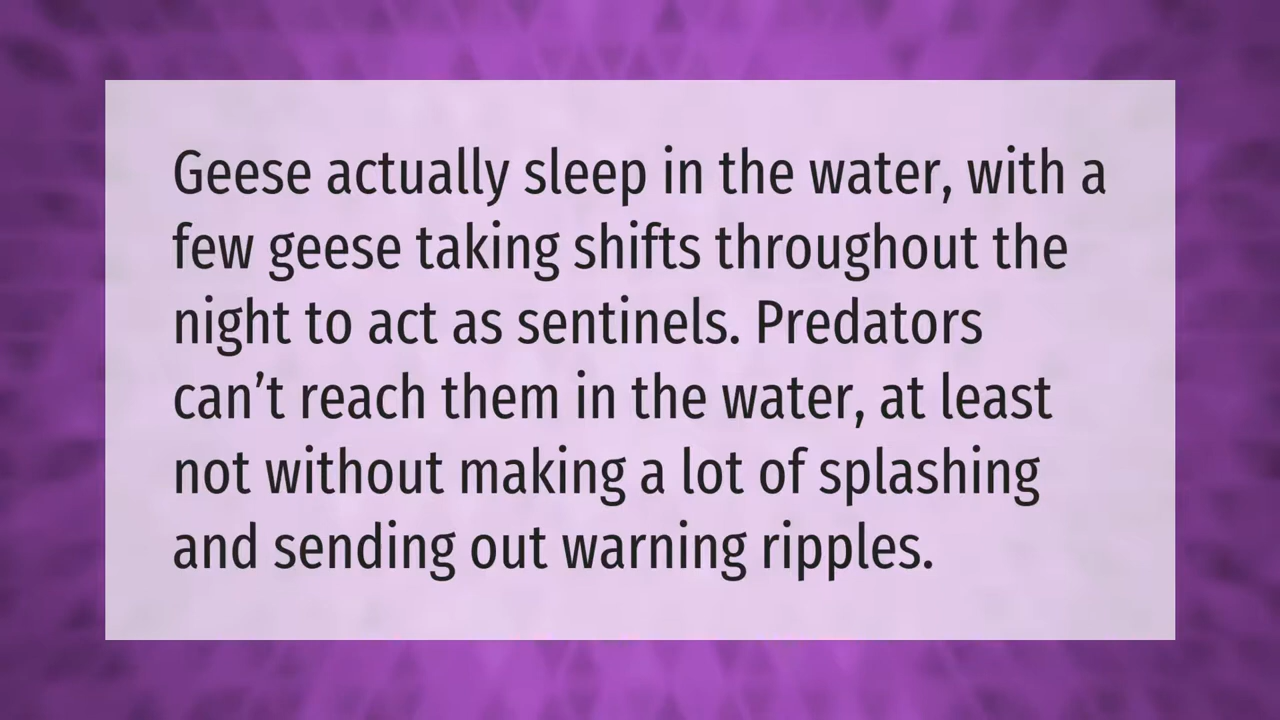 Geese actually sleep in the water, with a
few geese taking shifts throughout the
night to act as sentinels. Predators
can’t reach them in the water, at least
not without making a lot of splashing
and sending out warning ripples.